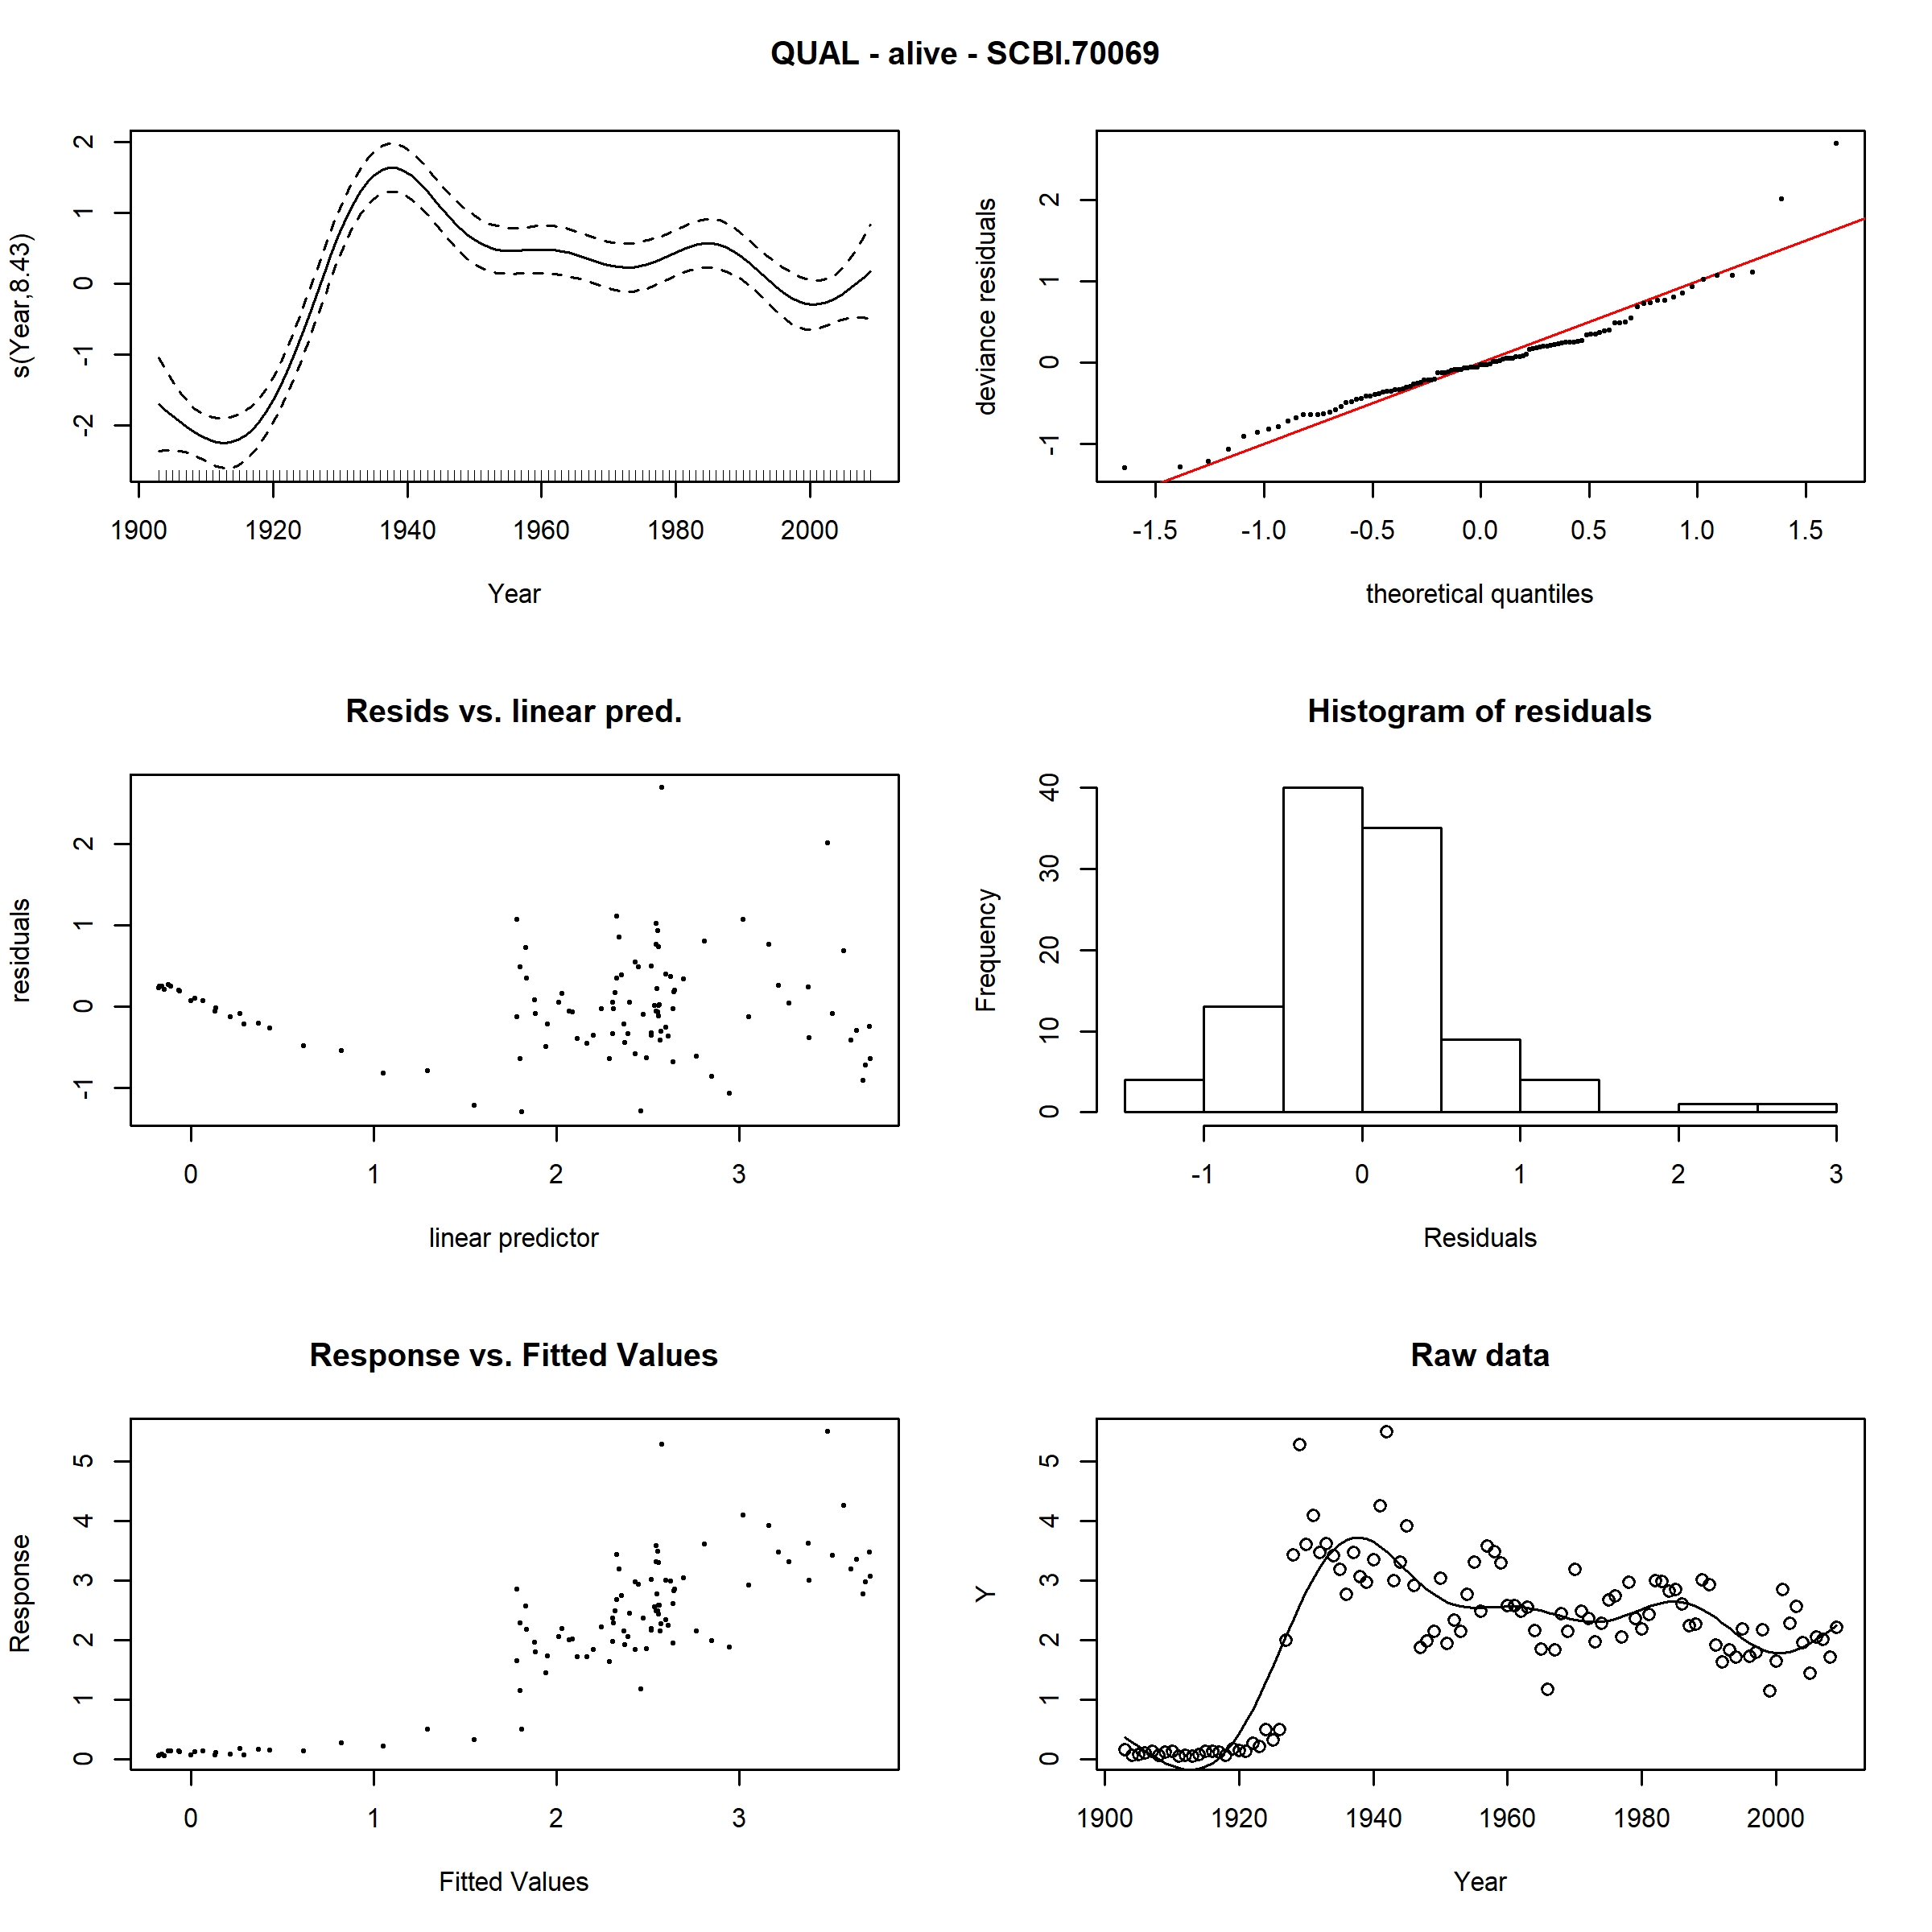 QUAL - alive - SCBI.70069
s(Year,8.43)
2
1
0
-1
-2
1900 1920 1940 1960 1980 2000
Year
deviance residuals
2
1
0
-1
-1.5 -1.0 -0.5 0.0 0.5 1.0 1.5
theoretical quantiles
Resids vs. linear pred.
residuals
2
1
0
-1
0 1 2 3
linear predictor
Histogram of residuals
Frequency
40
30
20
10
0
-1 0 1 2 3
Residuals
Response vs. Fitted Values
Response
5
4
3
2
1
0
0 1 2 3
Fitted Values
Raw data
Y
5
4
3
2
1
0
1900 1920 1940 1960 1980 2000
Year